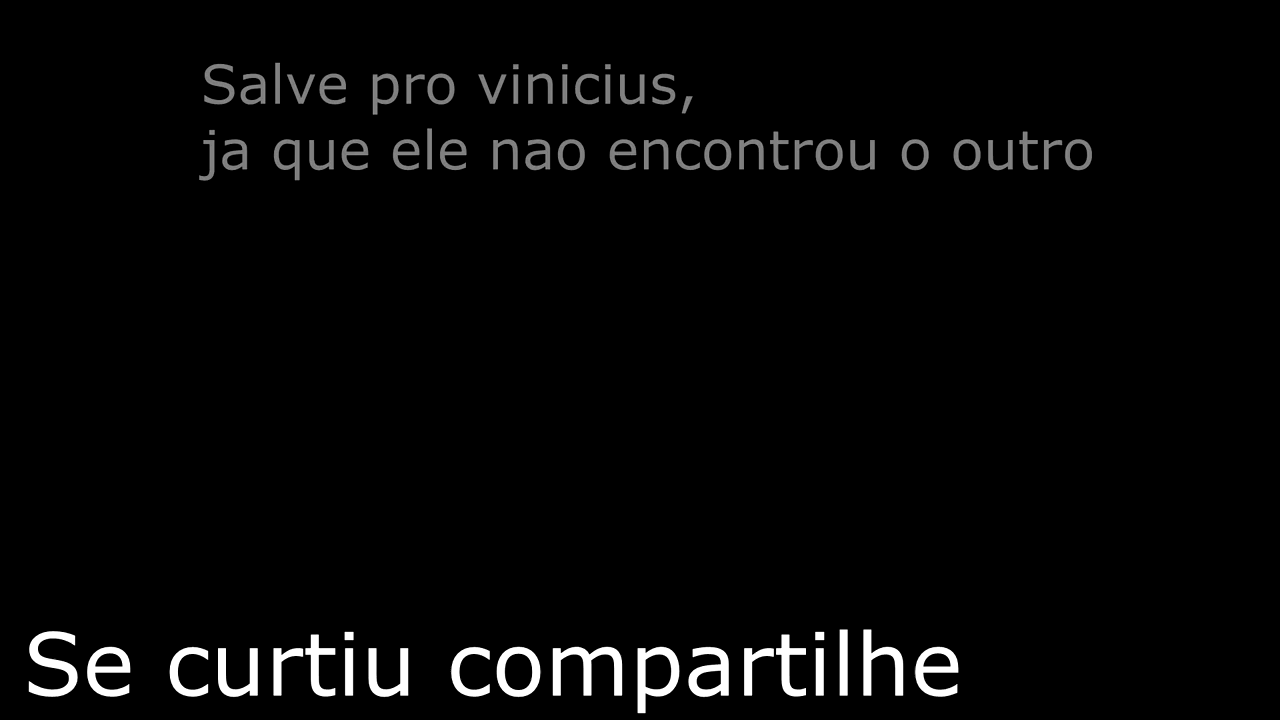 Salve pro vinicius,
ja que ele nao encontrou o outro
Se curtiu compartilhe